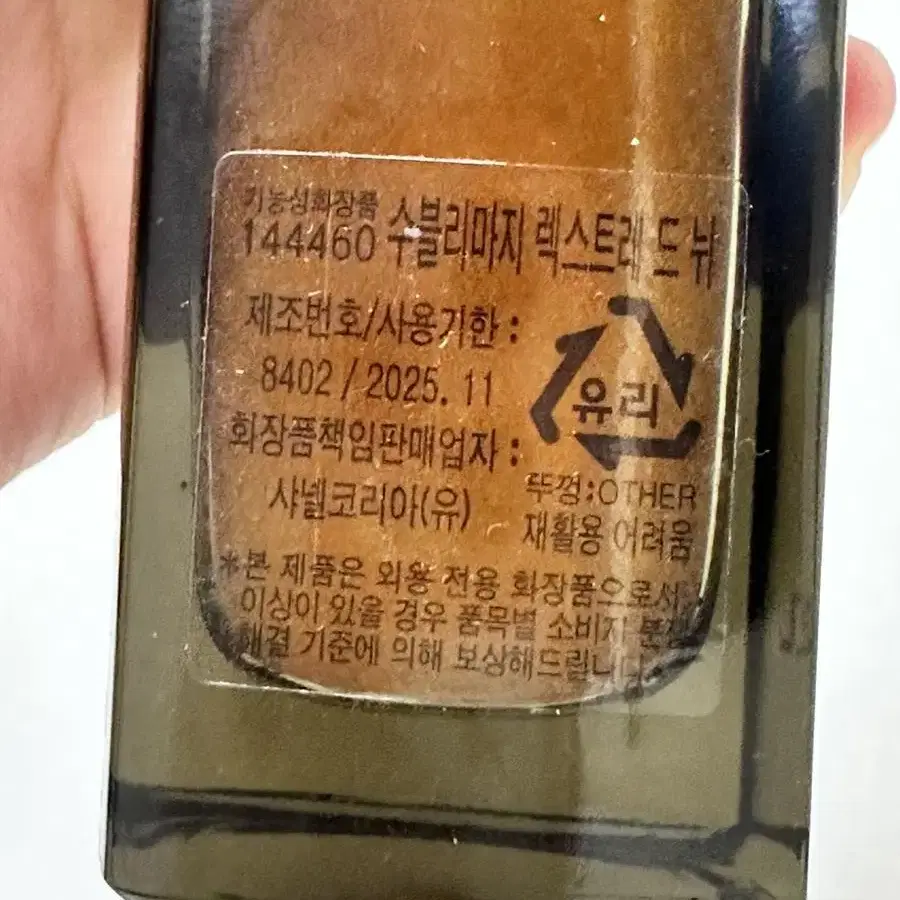 기능성화장품
144460 수블리마지 렉스트레 드 뉘
제조번호/사용기한 :
8402 / 2025. 11
유리
화장품책임판매업자 :
샤넬코리아(유)
뚜껑:OTHER
재활용 어려움
*본 제품은 외용 전용 화장품으로서,
이상이 있을 경우 품목별 소비자 분쟁
해결 기준에 의해 보상해드립니다.